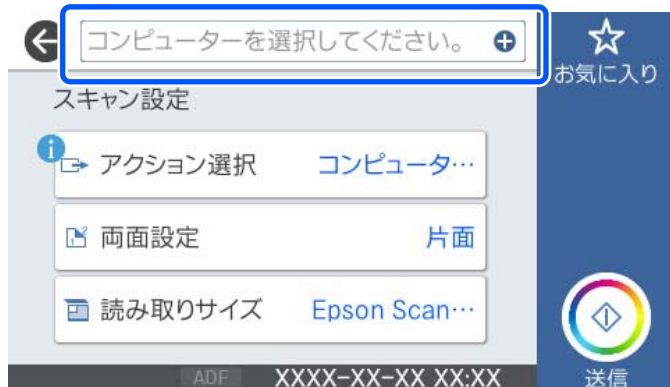 コンピューターを選択してください。
お気に入り
スキャン設定
アクション選択 コンピュータ…
両面設定 片面
読み取りサイズ Epson Scan…
ADF XXXX-XX-XX XX:XX
送信